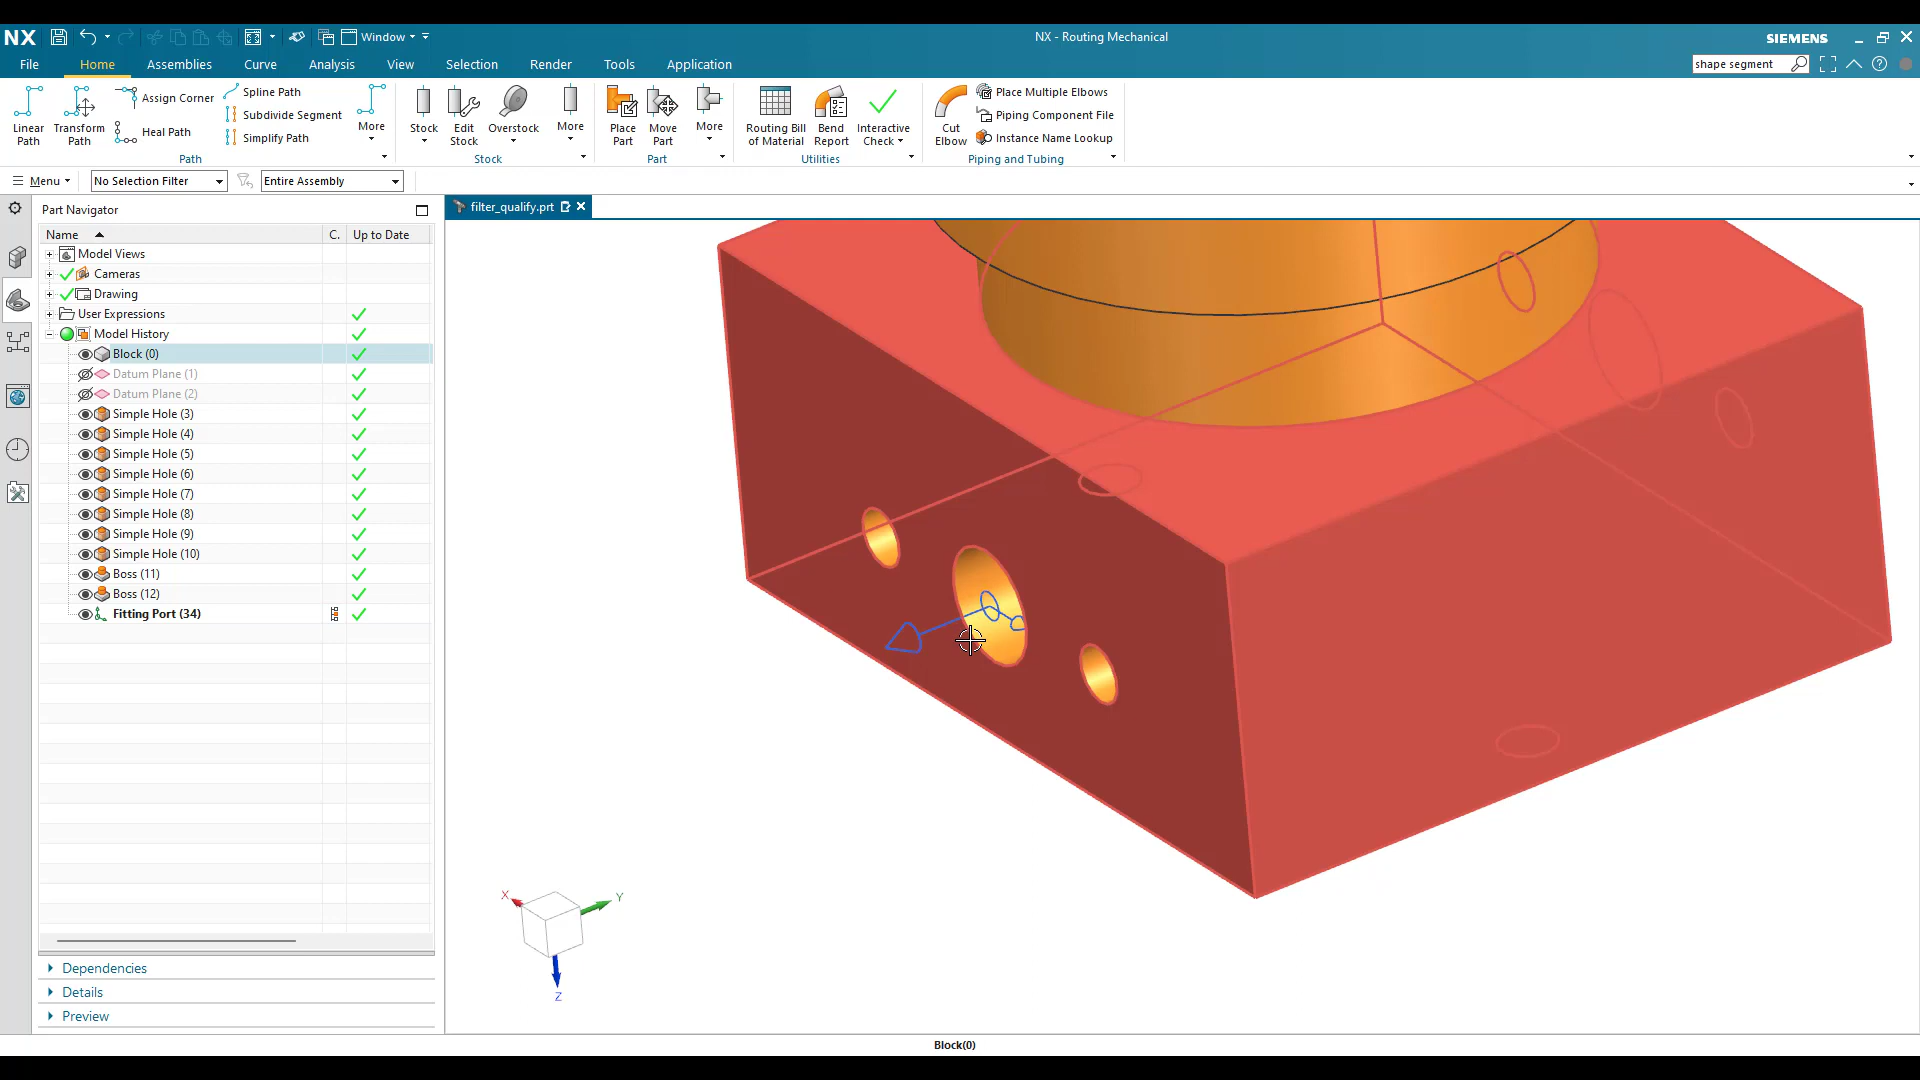 NX Window NX - Routing Mechanical SIEMENS
File Home Assemblies Curve Analysis View Selection Render Tools Application shape segment
Linear Path
Transform Path
Assign Corner
Heal Path
Spline Path
Subdivide Segment
Simplify Path
More
Path
Stock
Edit Stock
Overstock
More
Stock
Place Part
Move Part
More
Part
Routing Bill of Material
Bend Report
Interactive Check
Utilities
Cut Elbow
Place Multiple Elbows
Piping Component File
Instance Name Lookup
Piping and Tubing
Menu No Selection Filter Entire Assembly
Part Navigator
filter_qualify.prt
Name C. Up to Date
Model Views
Cameras
Drawing
User Expressions
Model History
Block (0)
Datum Plane (1)
Datum Plane (2)
Simple Hole (3)
Simple Hole (4)
Simple Hole (5)
Simple Hole (6)
Simple Hole (7)
Simple Hole (8)
Simple Hole (9)
Simple Hole (10)
Boss (11)
Boss (12)
Fitting Port (34)
X
Y
Z
Dependencies
Details
Preview
Block(0)